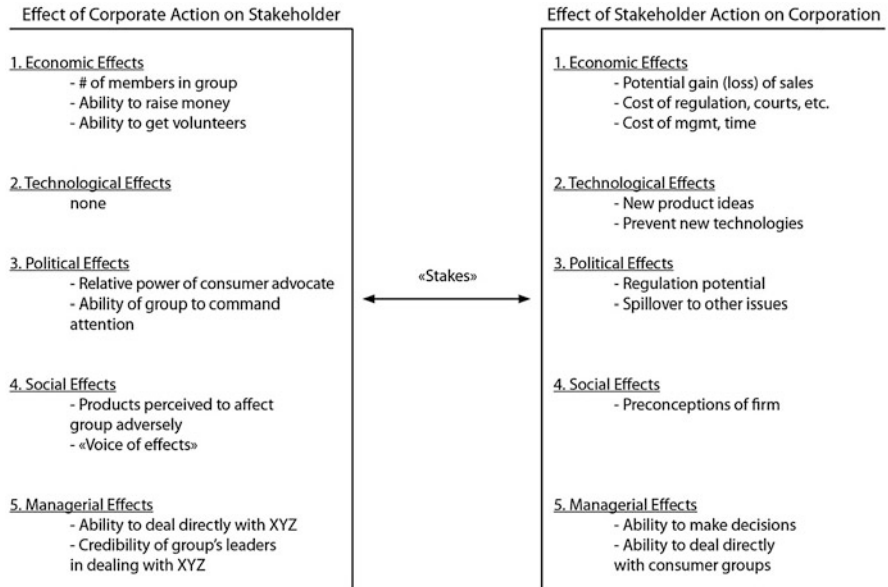 Effect of Corporate Action on Stakeholder
1. Economic Effects
- # of members in group
- Ability to raise money
- Ability to get volunteers
2. Technological Effects
none
3. Political Effects
- Relative power of consumer advocate
- Ability of group to command
attention
4. Social Effects
- Products perceived to affect
group adversely
- «Voice of effects»
5. Managerial Effects
- Ability to deal directly with XYZ
- Credibility of group's leaders
in dealing with XYZ
«Stakes»
Effect of Stakeholder Action on Corporation
1. Economic Effects
- Potential gain (loss) of sales
- Cost of regulation, courts, etc.
- Cost of mgmt, time
2. Technological Effects
- New product ideas
- Prevent new technologies
3. Political Effects
- Regulation potential
- Spillover to other issues
4. Social Effects
- Preconceptions of firm
5. Managerial Effects
- Ability to make decisions
- Ability to deal directly
with consumer groups